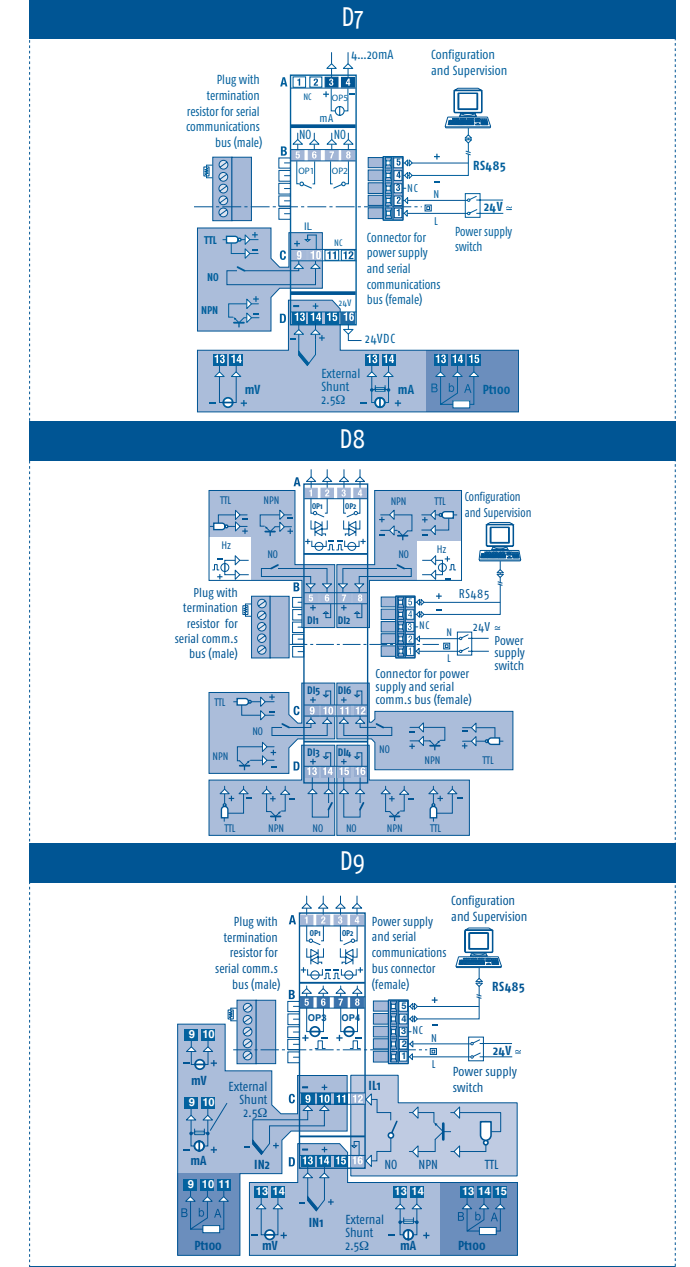 D7
4...20mA
Configuration
and Supervision
Plug with
termination
resistor for serial
communications
bus (male)
A 1 2 3 4
NC + OP5 –
mA
NO NO
B 5 6 7 8
OP1 OP2
5 + RS485
4 –
3 NC
2 N
1 L
24V ≃
Power supply
switch
Connector for
power supply
and serial
communications
bus (female)
TTL + –
NO
NPN + –
IL
+
NC
C 9 10 11 12
– + 24V
D 13 14 15 16
24VDC
– +
13 14
mV
– +
External
Shunt
2.5Ω
13 14
mA
– +
13 14 15
B b A Pt100
D8
A 1 2 3 4
OP1 OP2
+ +
TTL NPN
+ –
Hz
NO
NPN TTL
+ –
Hz
NO
Configuration
and Supervision
Plug with
termination
resistor for
serial comm.s
bus (male)
B 5 6 7 8
+ +
DI1 DI2
5 + RS485
4 –
3 NC
2 N
1 L
24V ≃
Power
supply
switch
Connector for power
supply and serial
comm.s bus (female)
TTL + –
NO
NPN + –
DI5 DI6
+ +
C 9 10 11 12
NO
+ –
NPN
+ –
TTL
DI3 DI4
+ +
D 13 14 15 16
+ – + – + – + –
TTL NPN NO NO NPN TTL
D9
Plug with
termination
resistor for
serial comm.s
bus (male)
A 1 2 3 4
OP1 OP2
+ +
Power supply
and serial
communications
bus connector
(female)
Configuration
and Supervision
RS485
B 5 6 7 8
OP3 OP4
+ +
5 +
4 –
3 NC
2 N
1 L
24V ≃
Power supply
switch
9 10
– +
mV
9 10
– +
mA
External
Shunt
2.5Ω
– +
C 9 10 11 12
IL1
NO NPN TTL
– +
IN2
– +
D 13 14 15 16
– +
IN1
9 10 11
B b A
Pt100
13 14
– +
mV
External
Shunt
2.5Ω
13 14
– +
mA
13 14 15
B b A
Pt100